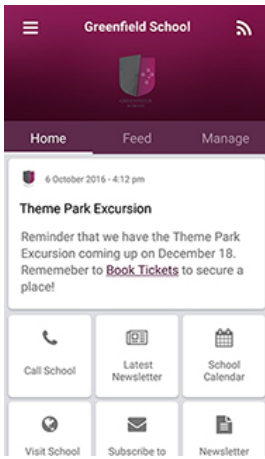 Greenfield School
GREENFIELD
SCHOOL
Home Feed Manage
6 October 2016 - 4:12 pm
Theme Park Excursion
Reminder that we have the Theme Park
Excursion coming up on December 18.
Rememeber to Book Tickets to secure a
place!
Call School
Latest
Newsletter
School
Calendar
Visit School
Subscribe to
Newsletter